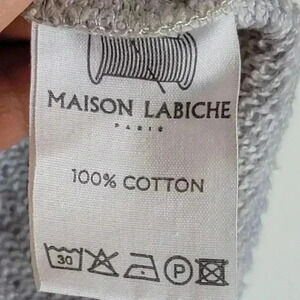 MAISON LABICHE
PARIS
100% COTTON
30 P